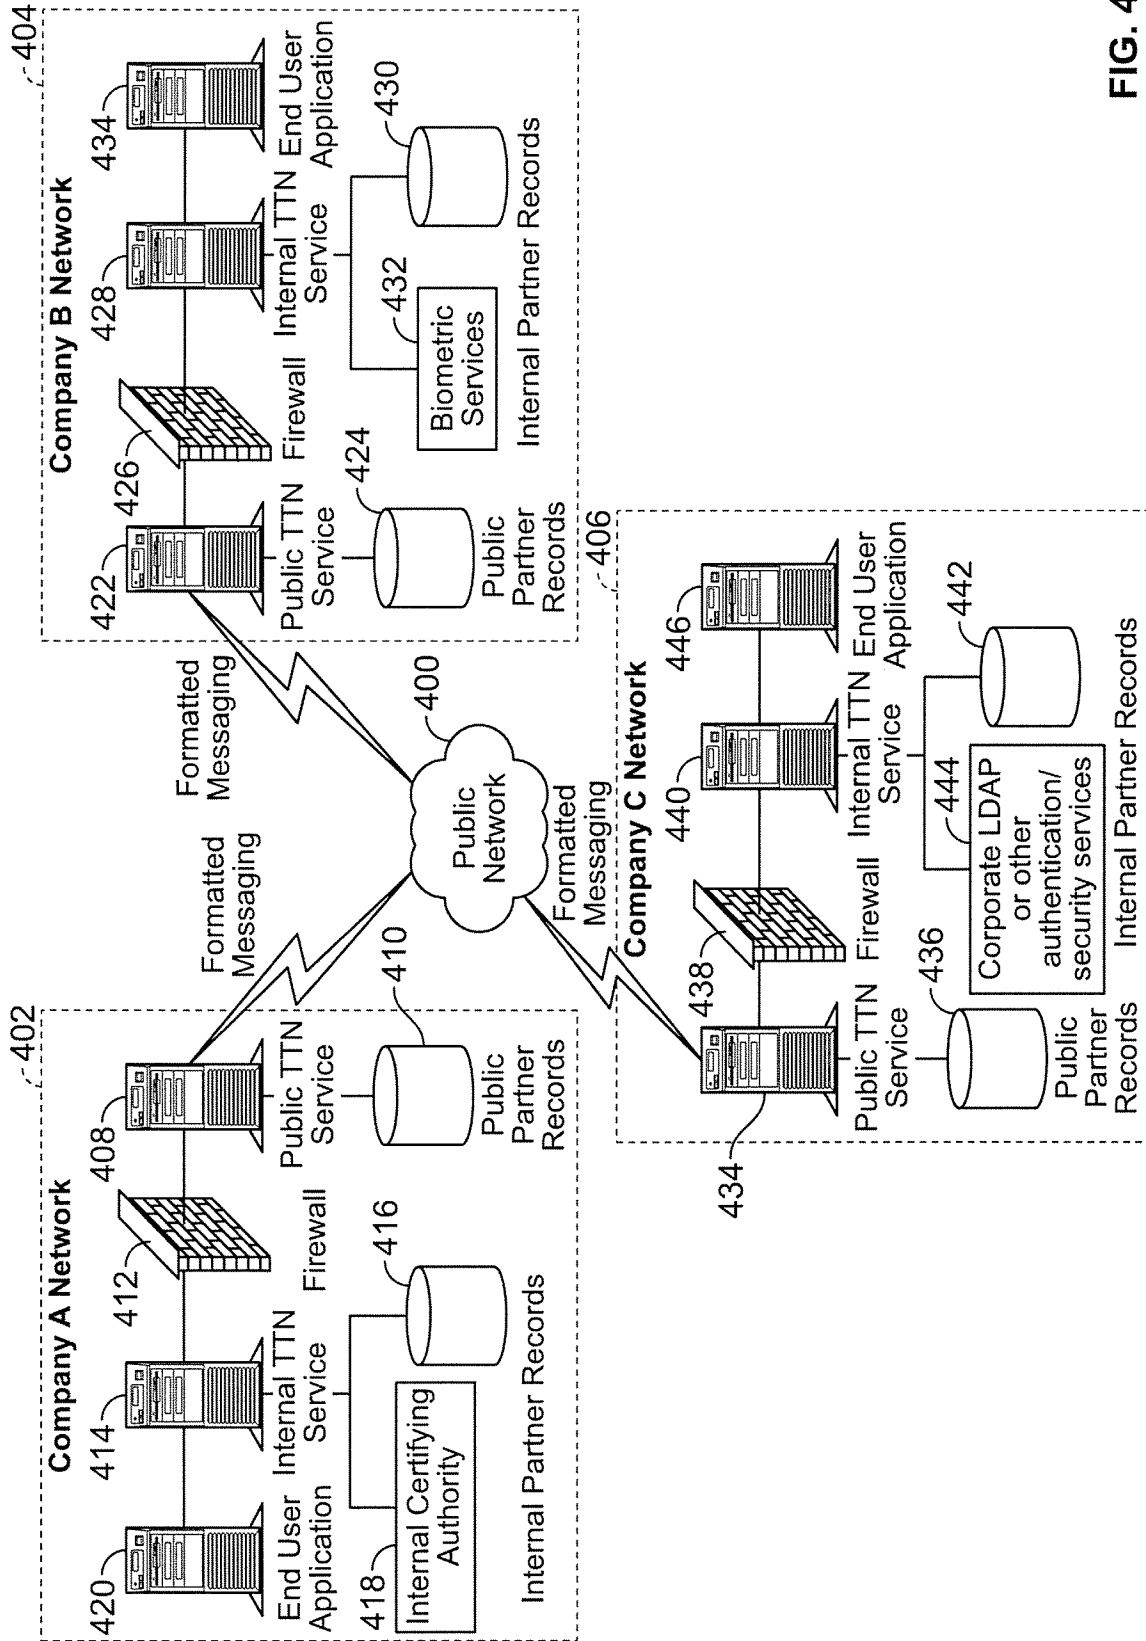 402
Company A Network
420
414
412
408
End User
Application
Internal TTN
Service
Firewall
Public TTN
Service
418
Internal Certifying
Authority
416
Internal Partner Records
410
Public
Partner
Records
Formatted
Messaging
Formatted
Messaging
400
Public
Network
Formatted
Messaging
404
Company B Network
422
426
428
434
Public TTN
Service
Firewall
Internal TTN
Service
End User
Application
424
Public
Partner
Records
432
Biometric
Services
430
Internal Partner Records
406
Company C Network
434
438
440
446
Public TTN
Service
Firewall
Internal TTN
Service
End User
Application
436
Public
Partner
Records
444
Corporate LDAP
or other
authentication/
security services
442
Internal Partner Records
FIG. 4